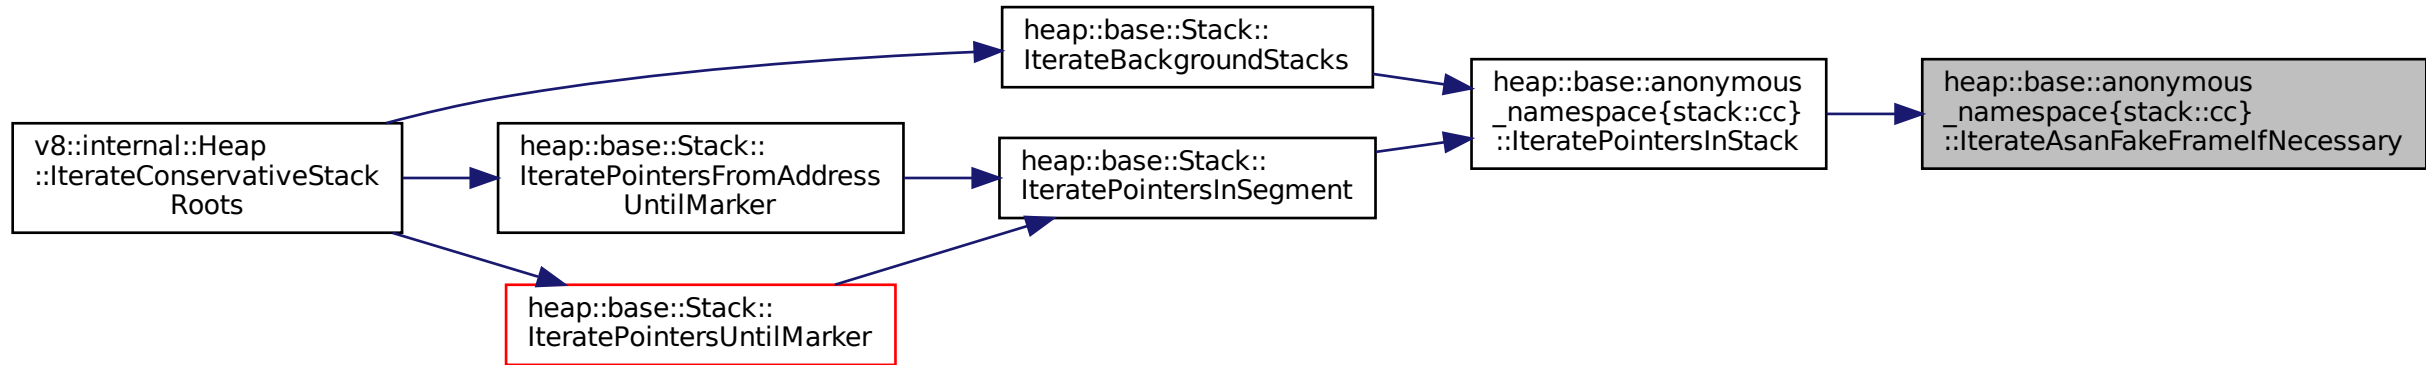 v8::internal::Heap
::IterateConservativeStack
Roots
heap::base::Stack::
IterateBackgroundStacks
heap::base::Stack::
IteratePointersFromAddress
UntilMarker
heap::base::Stack::
IteratePointersUntilMarker
heap::base::Stack::
IteratePointersInSegment
heap::base::anonymous
_namespace{stack::cc}
::IteratePointersInStack
heap::base::anonymous
_namespace{stack::cc}
::IterateAsanFakeFrameIfNecessary